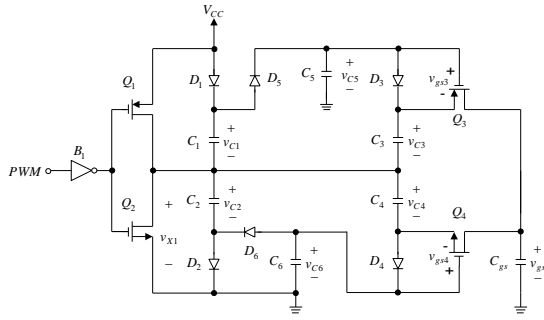 V_CC
Q_1
D_1
D_5
C_5
+
v_C5
−
D_3
+
v_gs3
-
Q_3
C_1
+
v_C1
−
C_3
+
v_C3
−
B_1
PWM
Q_2
+
v_X1
−
C_2
+
v_C2
−
C_4
+
v_C4
−
Q_4
-
v_gs4
+
D_2
D_6
C_6
+
v_C6
−
D_4
C_gs
+
v_gs
−